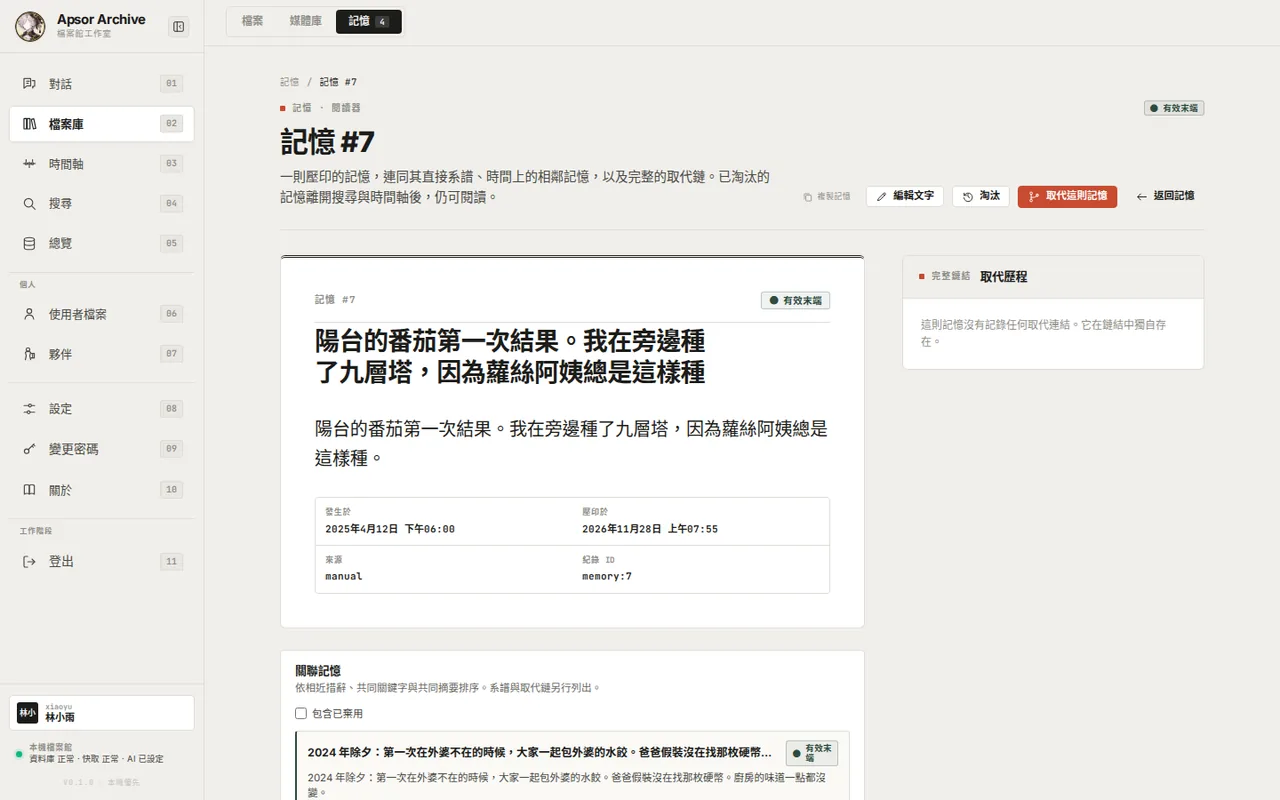 Apsor Archive
檔案館工作室
檔案
媒體庫
記憶 4
對話 01
檔案庫 02
時間軸 03
搜尋 04
總覽 05
個人
使用者檔案 06
夥伴 07
設定 08
變更密碼 09
關於 10
工作階段
登出 11
林小
xiaoyu
林小雨
本機檔案館
資料庫 正常 · 快取 正常 · AI 已設定
V0.1.0 · 本機優先
記憶 / 記憶 #7
記憶 · 閱讀器
有效末端
記憶 #7
一則壓印的記憶，連同其直接系譜、時間上的相鄰記憶，以及完整的取代鏈。已淘汰的
記憶離開搜尋與時間軸後，仍可閱讀。
複製記憶
編輯文字
淘汰
取代這則記憶
返回記憶
記憶 #7
有效末端
陽台的番茄第一次結果。我在旁邊種
了九層塔，因為蘿絲阿姨總是這樣種
陽台的番茄第一次結果。我在旁邊種了九層塔，因為蘿絲阿姨總是
這樣種。
發生於
2025年4月12日 下午06:00
壓印於
2026年11月28日 上午07:55
來源
manual
紀錄 ID
memory:7
完整鏈結
取代歷程
這則記憶沒有記錄任何取代連結。它在鏈結中獨自存
在。
關聯記憶
依相近措辭、共同關鍵字與共同摘要排序。系譜與取代鏈另行列出。
包含已棄用
2024 年除夕：第一次在外婆不在的時候，大家一起包外婆的水餃。爸爸假裝沒在找那枚硬幣…
有效末
端
2024 年除夕：第一次在外婆不在的時候，大家一起包外婆的水餃。爸爸假裝沒在找那枚硬幣。廚房的味道一點都沒
變。